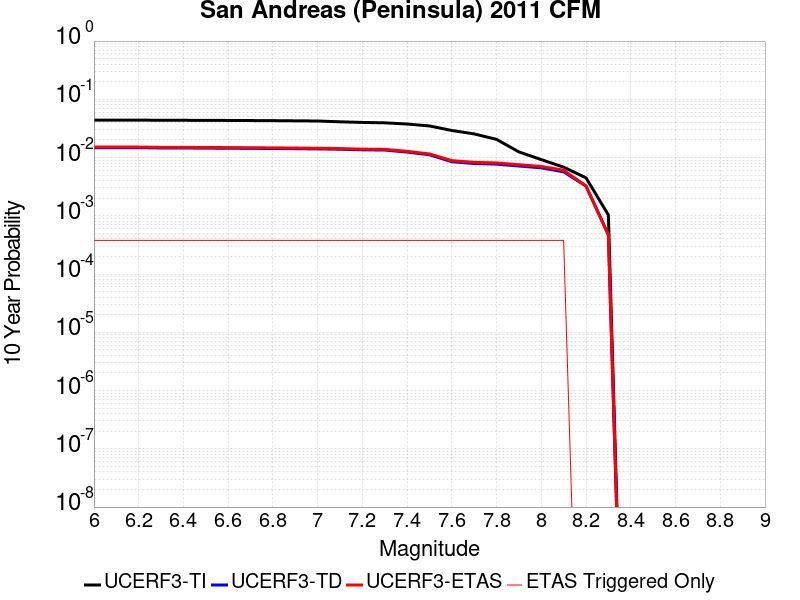 San Andreas (Peninsula) 2011 CFM
10^0
10^-1
10^-2
10^-3
10^-4
10^-5
10^-6
10^-7
10^-8
10 Year Probability
6 6.2 6.4 6.6 6.8 7 7.2 7.4 7.6 7.8 8 8.2 8.4 8.6 8.8 9
Magnitude
UCERF3-TI UCERF3-TD UCERF3-ETAS ETAS Triggered Only